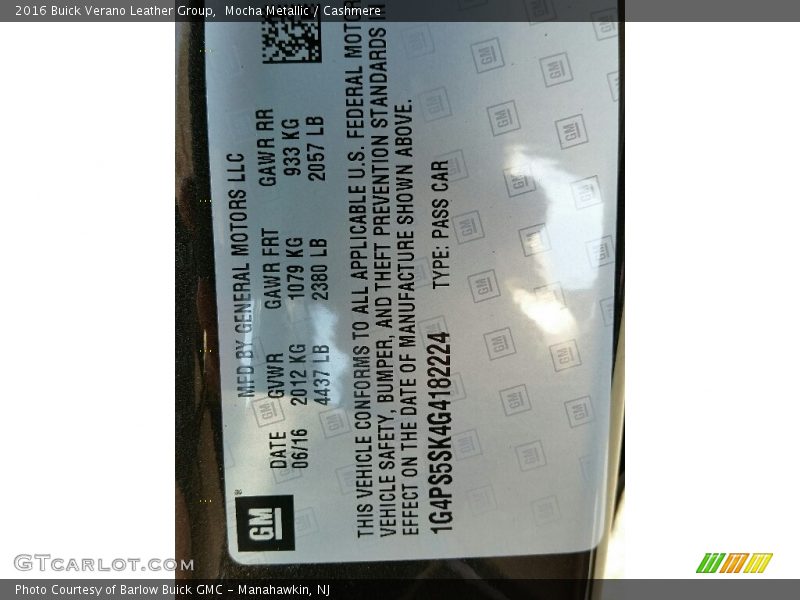 2016 Buick Verano Leather Group,  Mocha Metallic / Cashmere
MFD BY GENERAL MOTORS LLC
DATE GVWR GAWR FRT GAWR RR
06/16 2012 KG 1079 KG 933 KG
4437 LB 2380 LB 2057 LB
THIS VEHICLE CONFORMS TO ALL APPLICABLE U.S. FEDERAL MOTOR
VEHICLE SAFETY, BUMPER, AND THEFT PREVENTION STANDARDS IN
EFFECT ON THE DATE OF MANUFACTURE SHOWN ABOVE.
1G4PS5SK4G4182224 TYPE: PASS CAR
GM
GTcarlot.com
Photo Courtesy of Barlow Buick GMC – Manahawkin, NJ